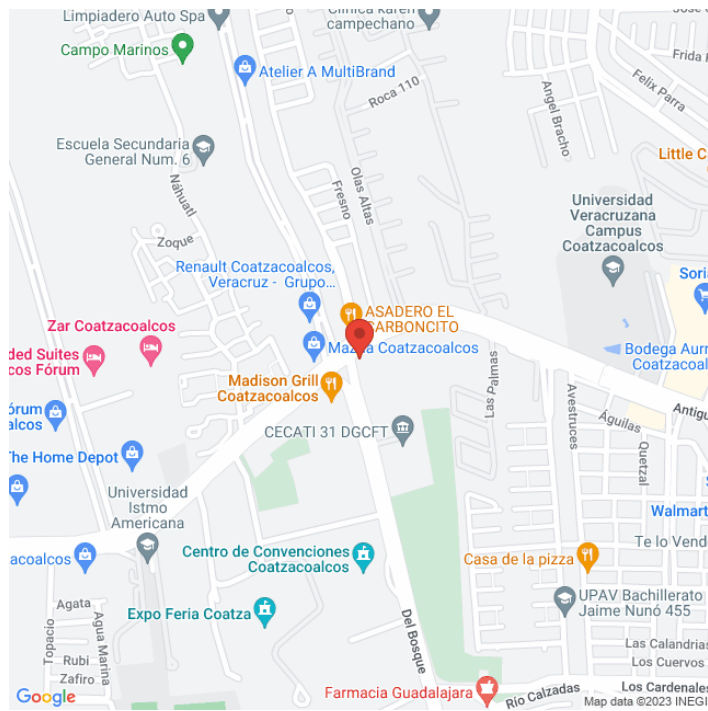 Limpiadero Auto Spa
Clinica karen
campechano
Campo Marinos
Atelier A MultiBrand
Roca 110
Frida
Felix Parra
Angel Bracho
Escuela Secundaria
General Num. 6
Little C
Olas Altas
Fresno
Náhuatl
Universidad
Veracruzana
Campus
Coatzacoalcos
Zoque
Renault Coatzacoalcos,
Veracruz - Grupo...
Soria
ASADERO EL
CARBONCITO
Zar Coatzacoalcos
Mazda Coatzacoalcos
Bodega Aurr
Coatzacoal
ded Suites
cos Fórum
Madison Grill
Coatzacoalcos
Las Palmas
Avestruces
Águilas
Antigu
órum
alcos
CECATI 31 DGCFT
Quetzal
The Home Depot
Universidad
Istmo
Americana
Walmart
Te lo Vend
acoalcos
Centro de Convenciones
Coatzacoalcos
Casa de la pizza
Agata
Agua Marina
Topacio
Expo Feria Coatza
Del Bosque
UPAV Bachillerato
Jaime Nunó 455
Las Calandrias
Rubi
Los Cuervos
Zafiro
Farmacia Guadalajara
Los Cardenales
Río Calzadas
Google
Map data ©2023 INEGI